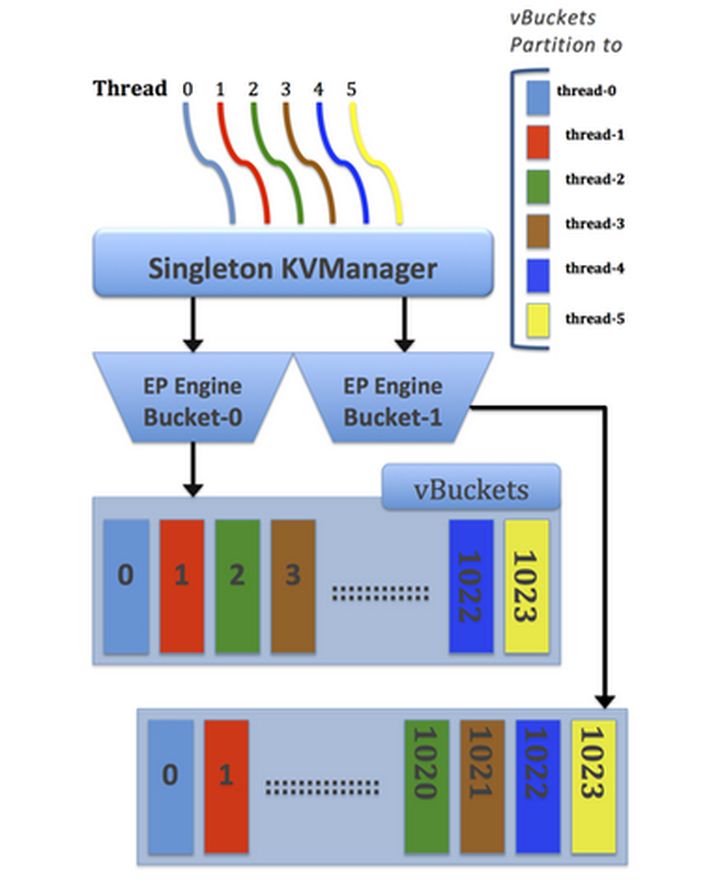 vBuckets
Partition to
Thread 0 1 2 3 4 5
thread-0
thread-1
thread-2
thread-3
thread-4
thread-5
Singleton KVManager
EP Engine
Bucket-0
EP Engine
Bucket-1
vBuckets
0 1 2 3 1022 1023
0 1 1020 1021 1022 1023